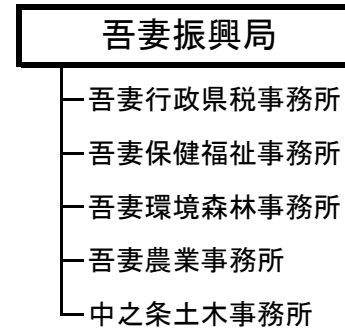 吾妻振興局
吾妻行政県税事務所
吾妻保健福祉事務所
吾妻環境森林事務所
吾妻農業事務所
中之条土木事務所